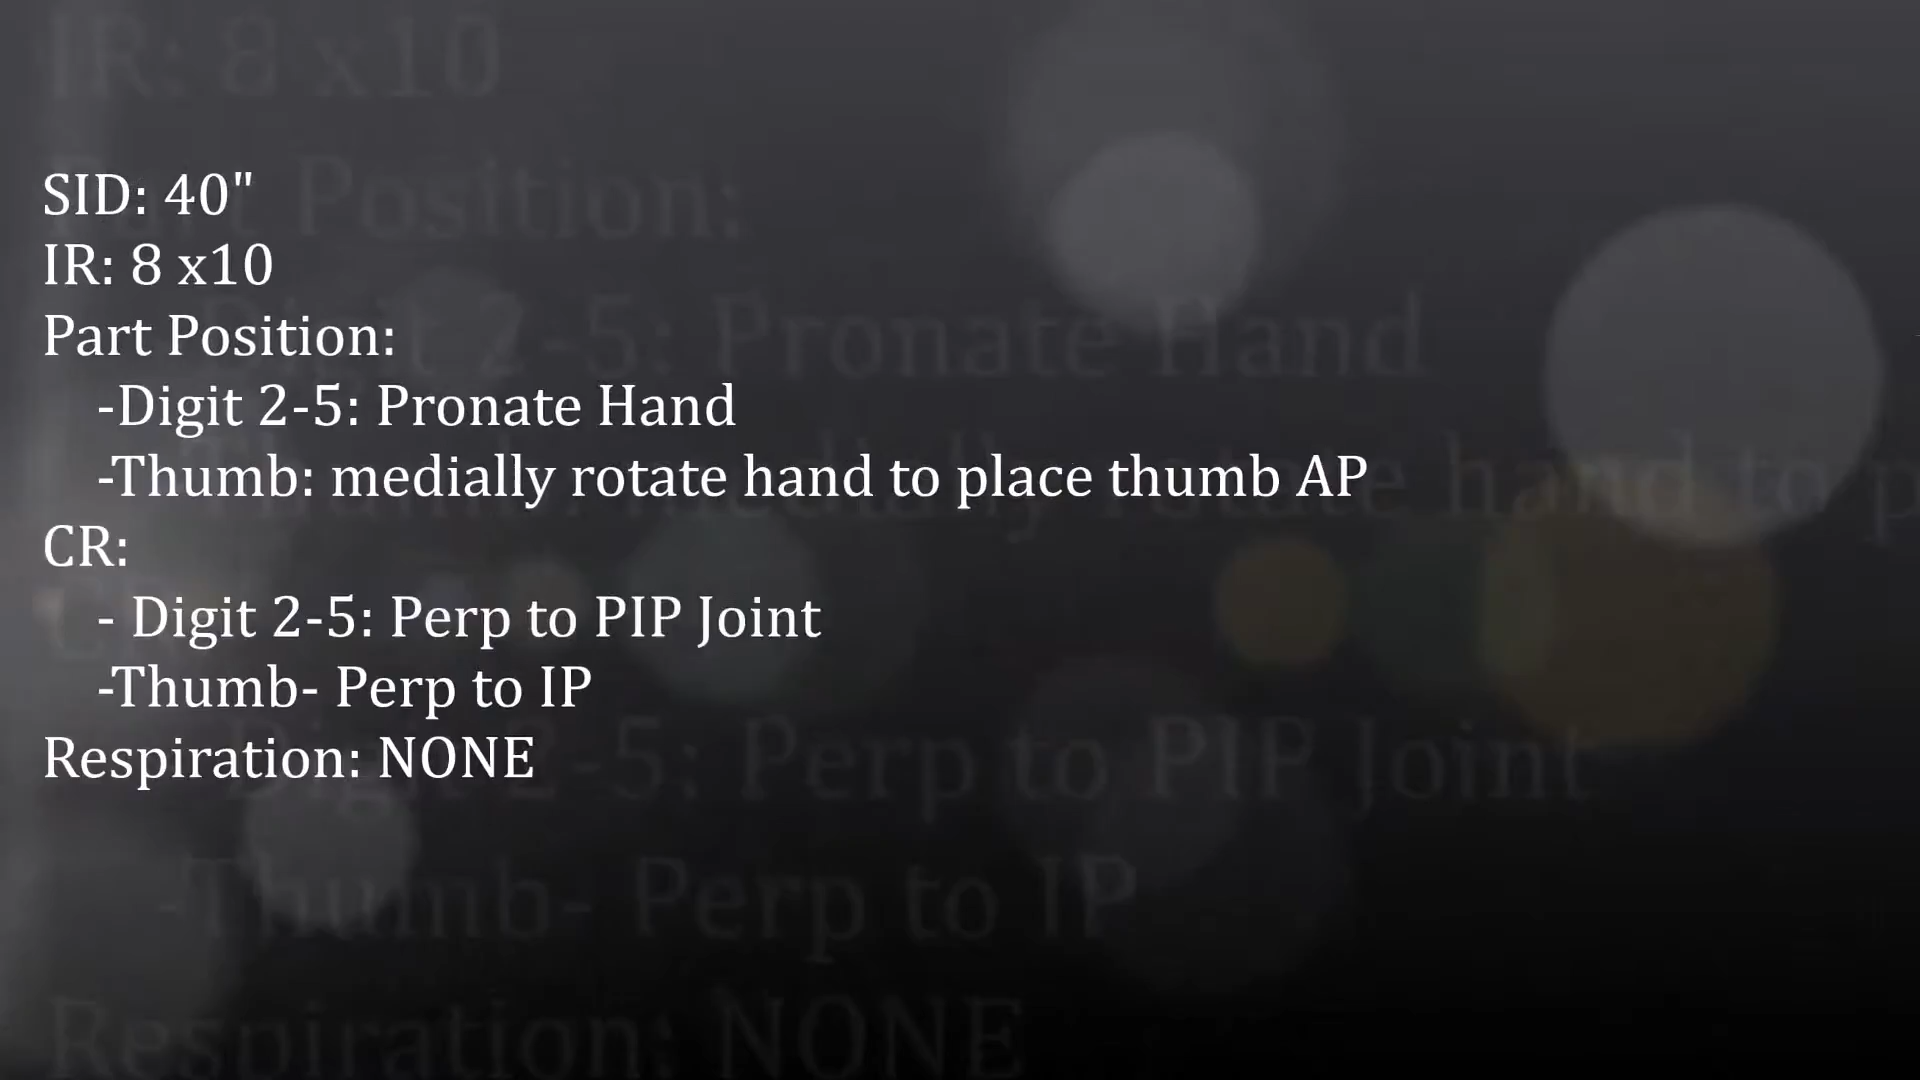 SID: 40"
IR: 8 x10
Part Position:
-Digit 2-5: Pronate Hand
-Thumb: medially rotate hand to place thumb AP
CR:
- Digit 2-5: Perp to PIP Joint
-Thumb- Perp to IP
Respiration: NONE